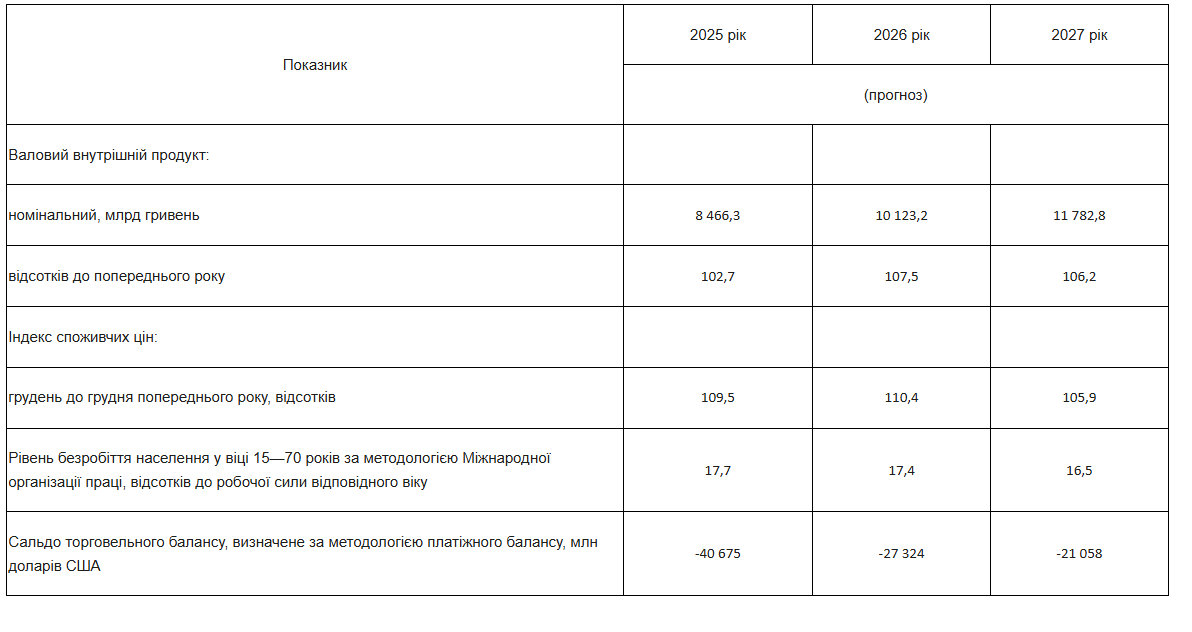 Показник
2025 рік
2026 рік
2027 рік
(прогноз)
Валовий внутрішній продукт:
номінальний, млрд гривень
8 466,3
10 123,2
11 782,8
відсотків до попереднього року
102,7
107,5
106,2
Індекс споживчих цін:
грудень до грудня попереднього року, відсотків
109,5
110,4
105,9
Рівень безробіття населення у віці 15—70 років за методологією Міжнародної
організації праці, відсотків до робочої сили відповідного віку
17,7
17,4
16,5
Сальдо торговельного балансу, визначене за методологією платіжного балансу, млн
доларів США
-40 675
-27 324
-21 058